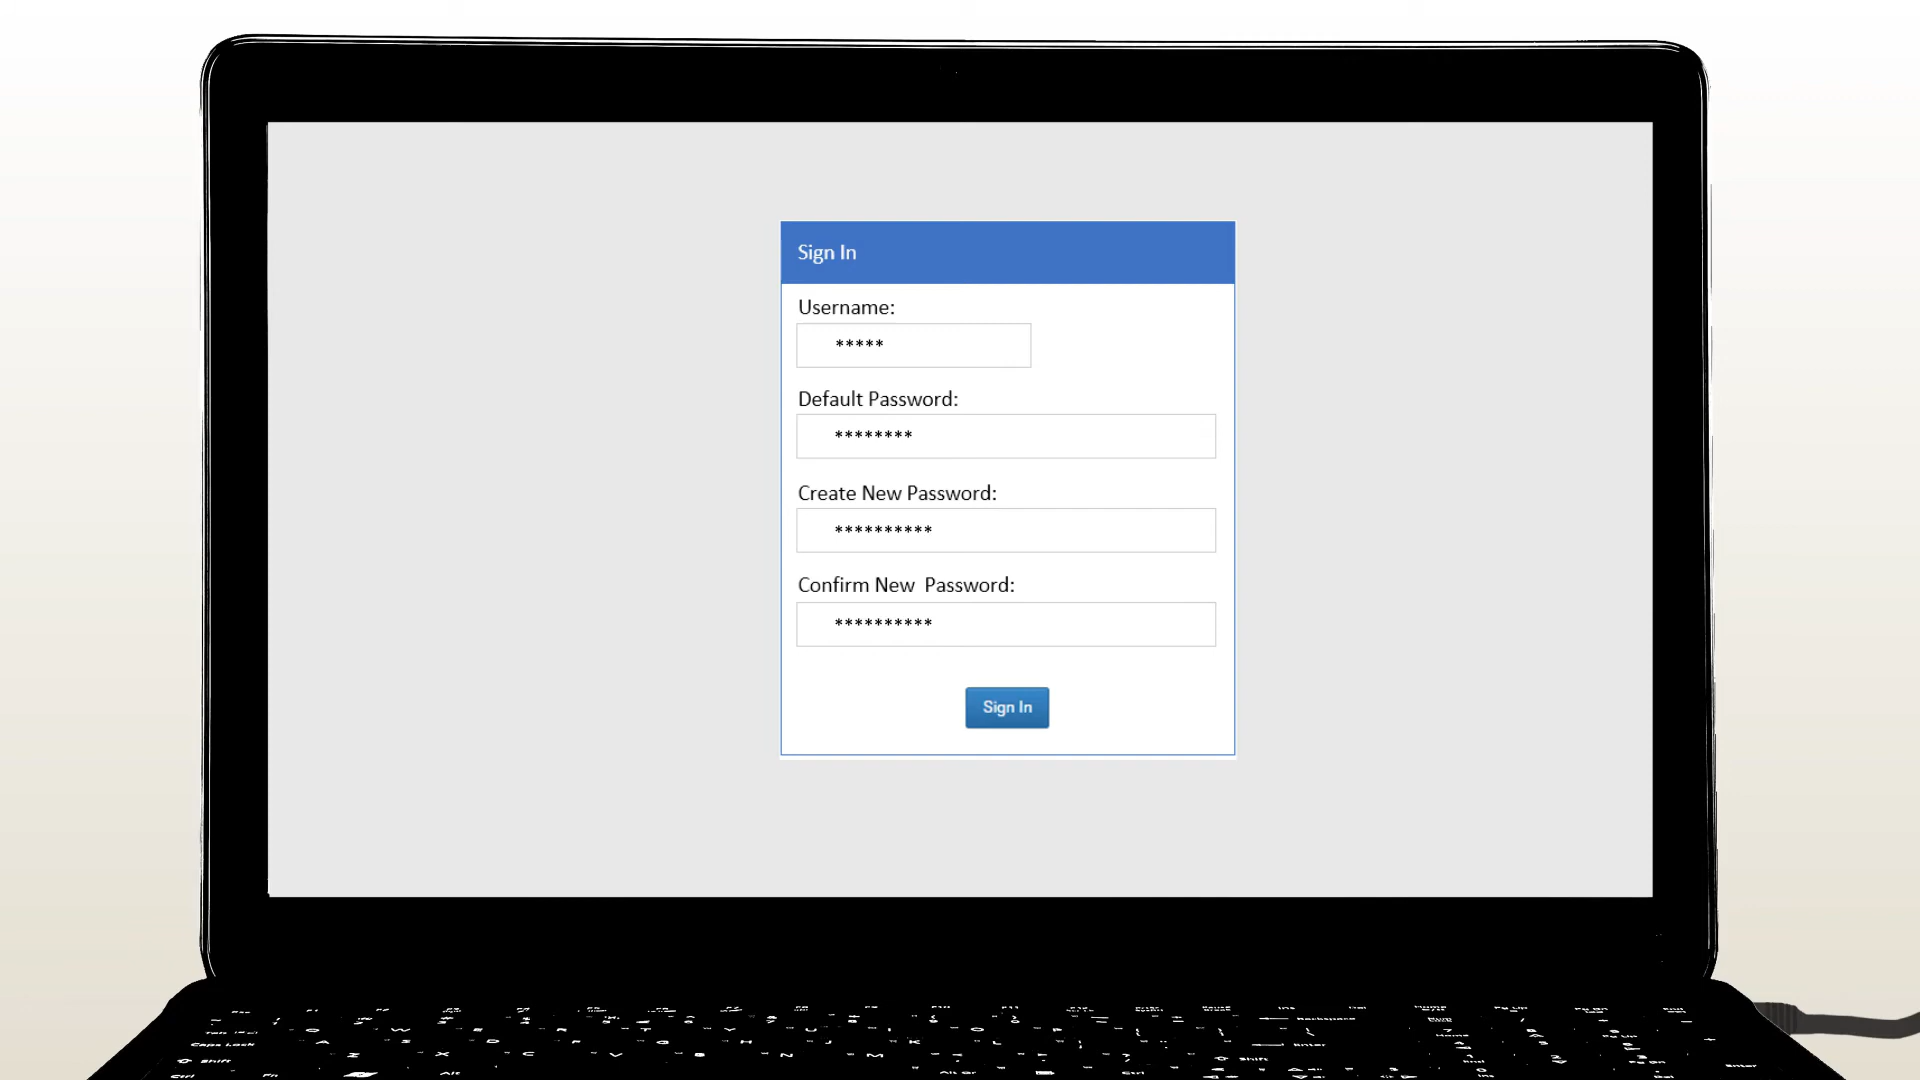 Sign In
Username:
*****
Default Password:
********
Create New Password:
**********
Confirm New  Password:
**********
Sign In